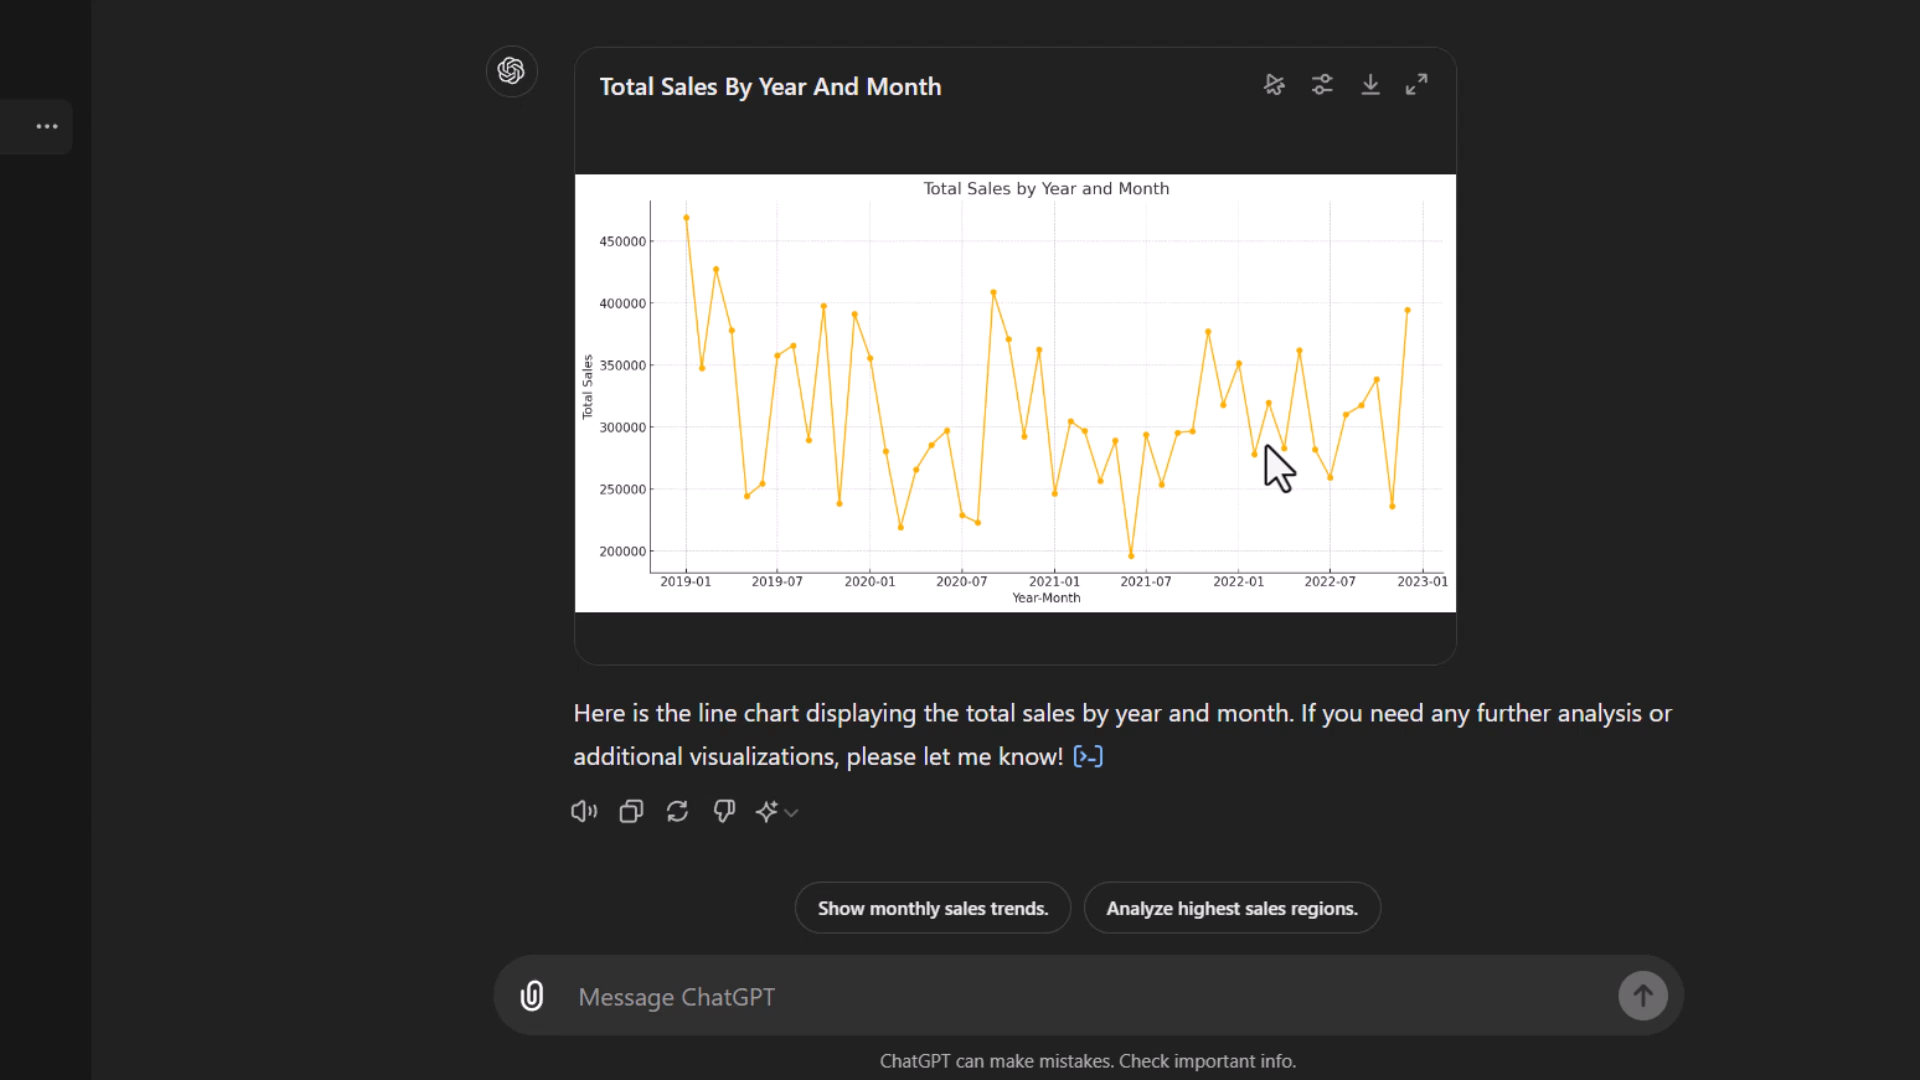 Total Sales By Year And Month
Total Sales by Year and Month
450000
400000
350000
300000
250000
200000
Total Sales
2019-01 2019-07 2020-01 2020-07 2021-01 2021-07 2022-01 2022-07 2023-01
Year-Month
Here is the line chart displaying the total sales by year and month. If you need any further analysis or
additional visualizations, please let me know! [>-]
Show monthly sales trends. Analyze highest sales regions.
Message ChatGPT
ChatGPT can make mistakes. Check important info.